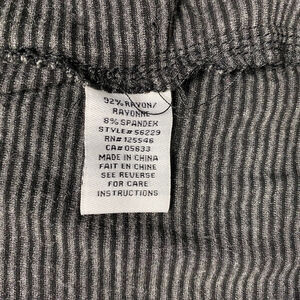 92% RAYON/
RAYONNE
8% SPANDEX
STYLE# 56229
RN# 125546
CA# 05633
MADE IN CHINA
FAIT EN CHINE
SEE REVERSE
FOR CARE
INSTRUCTIONS